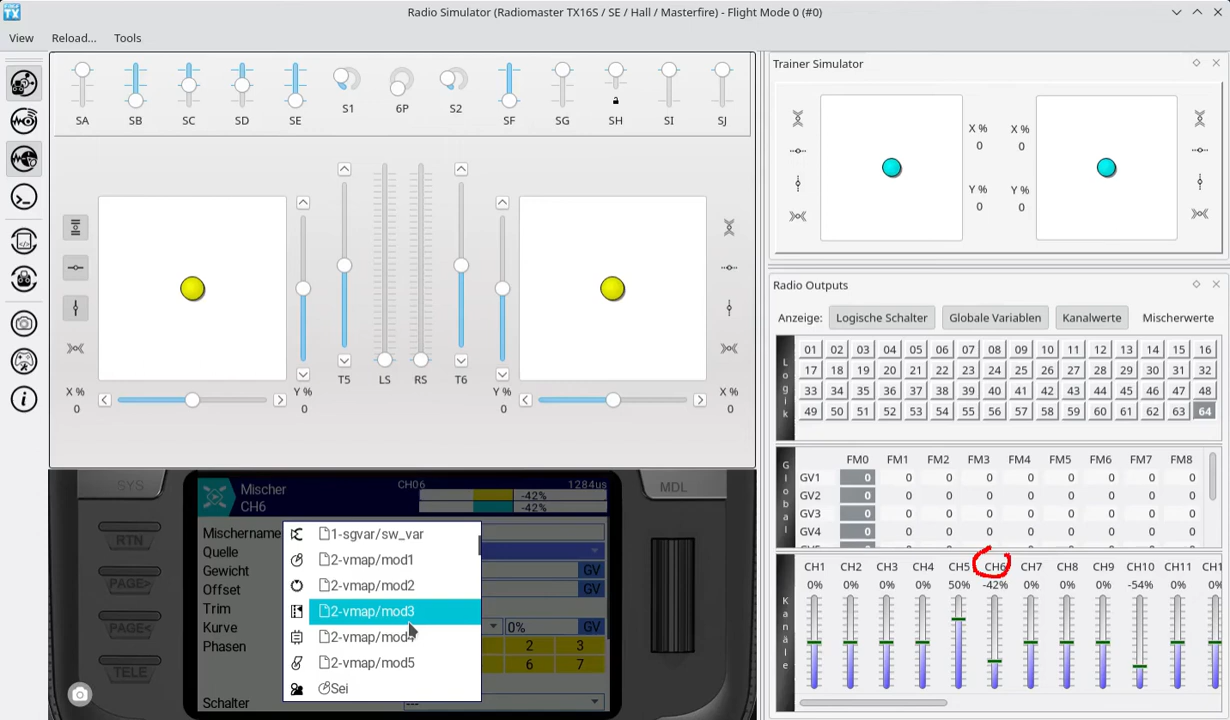 Radio Simulator (Radiomaster TX16S / SE / Hall / Masterfire) - Flight Mode 0 (#0)
View Reload... Tools
SA SB SC SD SE S1 6P S2 SF SG SH SI SJ
T5 LS RS T6
X % Y % Y % X %
0 0 0 0
Trainer Simulator
X % X %
0 0
Y % Y %
0 0
Radio Outputs
Anzeige: Logische Schalter Globale Variablen Kanalwerte Mischerwerte
Logik
01 02 03 04 05 06 07 08 09 10 11 12 13 14 15 16
17 18 19 20 21 22 23 24 25 26 27 28 29 30 31 32
33 34 35 36 37 38 39 40 41 42 43 44 45 46 47 48
49 50 51 52 53 54 55 56 57 58 59 60 61 62 63 64
Global
FM0 FM1 FM2 FM3 FM4 FM5 FM6 FM7 FM8
GV1 0 0 0 0 0 0 0 0 0
GV2 0 0 0 0 0 0 0 0 0
GV3 0 0 0 0 0 0 0 0 0
GV4 0 0 0 0 0 0 0 0 0
Kanäle
CH1 CH2 CH3 CH4 CH5 CH6 CH7 CH8 CH9 CH10 CH11
0% 0% 0% 0% 50% -42% 0% 0% 0% -54% 0%
SYS MDL
RTN
PAGE>
PAGE<
TELE
Mischer
CH6
CH06 1284us
-42%
-42%
Mischername
Quelle
Gewicht GV
Offset GV
Trim
Kurve 0% GV
Phasen 2 3
6 7
Schalter ---
1-sgvar/sw_var
2-vmap/mod1
2-vmap/mod2
2-vmap/mod3
2-vmap/mod4
2-vmap/mod5
Sei